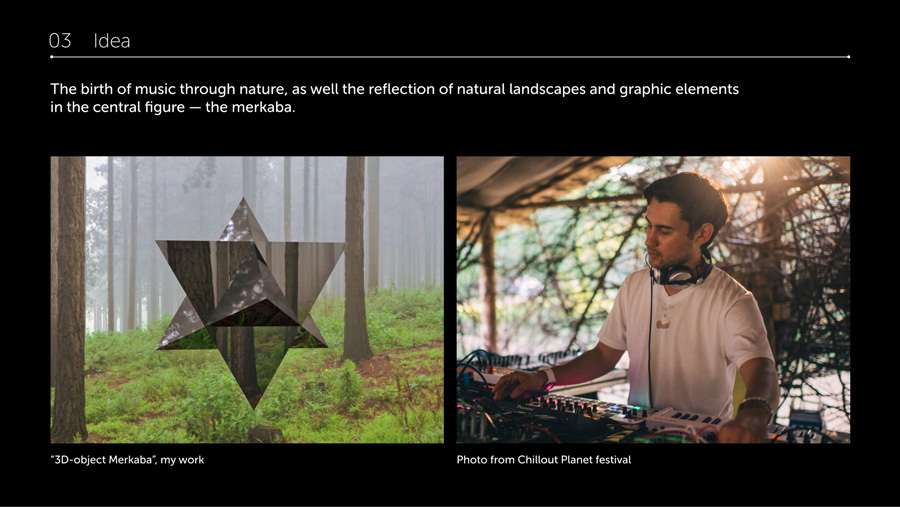 03 Idea
The birth of music through nature, as well the reflection of natural landscapes and graphic elements
in the central figure — the merkaba.
“3D-object Merkaba”, my work
Photo from Chillout Planet festival